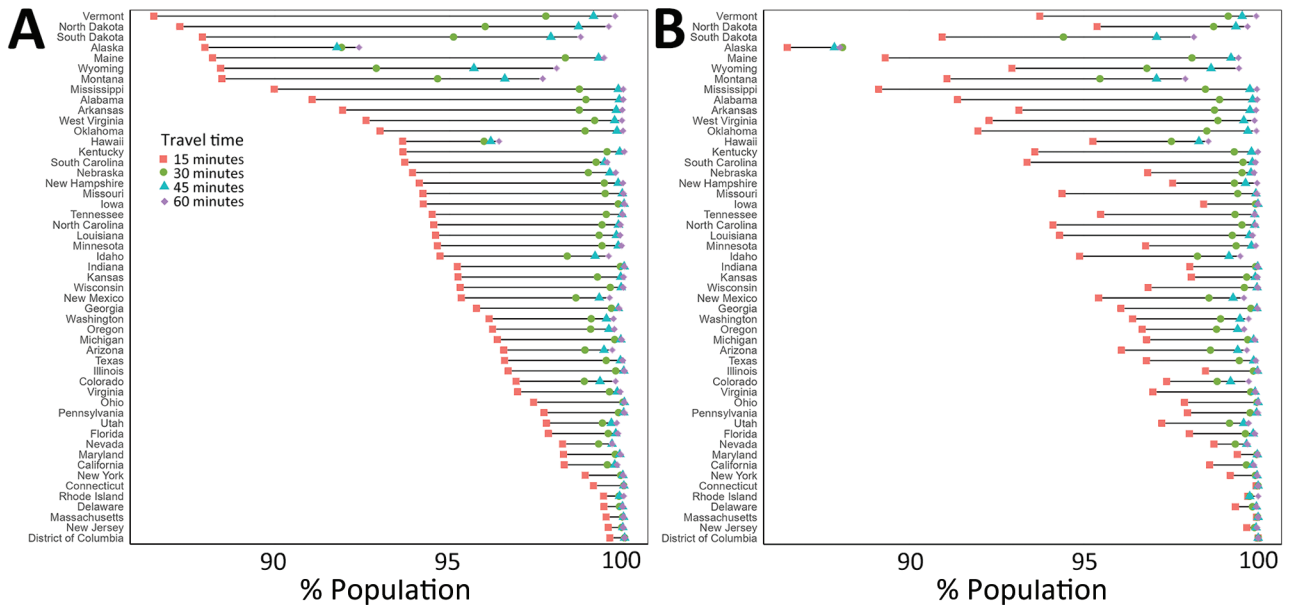 A
Vermont
North Dakota
South Dakota
Alaska
Maine
Wyoming
Montana
Mississippi
Alabama
Arkansas
West Virginia
Oklahoma
Hawaii
Kentucky
South Carolina
Nebraska
New Hampshire
Missouri
Iowa
Tennessee
North Carolina
Louisiana
Minnesota
Idaho
Indiana
Kansas
Wisconsin
New Mexico
Georgia
Washington
Oregon
Michigan
Arizona
Texas
Illinois
Colorado
Virginia
Ohio
Pennsylvania
Utah
Florida
Nevada
Maryland
California
New York
Connecticut
Rhode Island
Delaware
Massachusetts
New Jersey
District of Columbia
Travel time
15 minutes
30 minutes
45 minutes
60 minutes
90 95 100
% Population
B
Vermont
North Dakota
South Dakota
Alaska
Maine
Wyoming
Montana
Mississippi
Alabama
Arkansas
West Virginia
Oklahoma
Hawaii
Kentucky
South Carolina
Nebraska
New Hampshire
Missouri
Iowa
Tennessee
North Carolina
Louisiana
Minnesota
Idaho
Indiana
Kansas
Wisconsin
New Mexico
Georgia
Washington
Oregon
Michigan
Arizona
Texas
Illinois
Colorado
Virginia
Ohio
Pennsylvania
Utah
Florida
Nevada
Maryland
California
New York
Connecticut
Rhode Island
Delaware
Massachusetts
New Jersey
District of Columbia
90 95 100
% Population